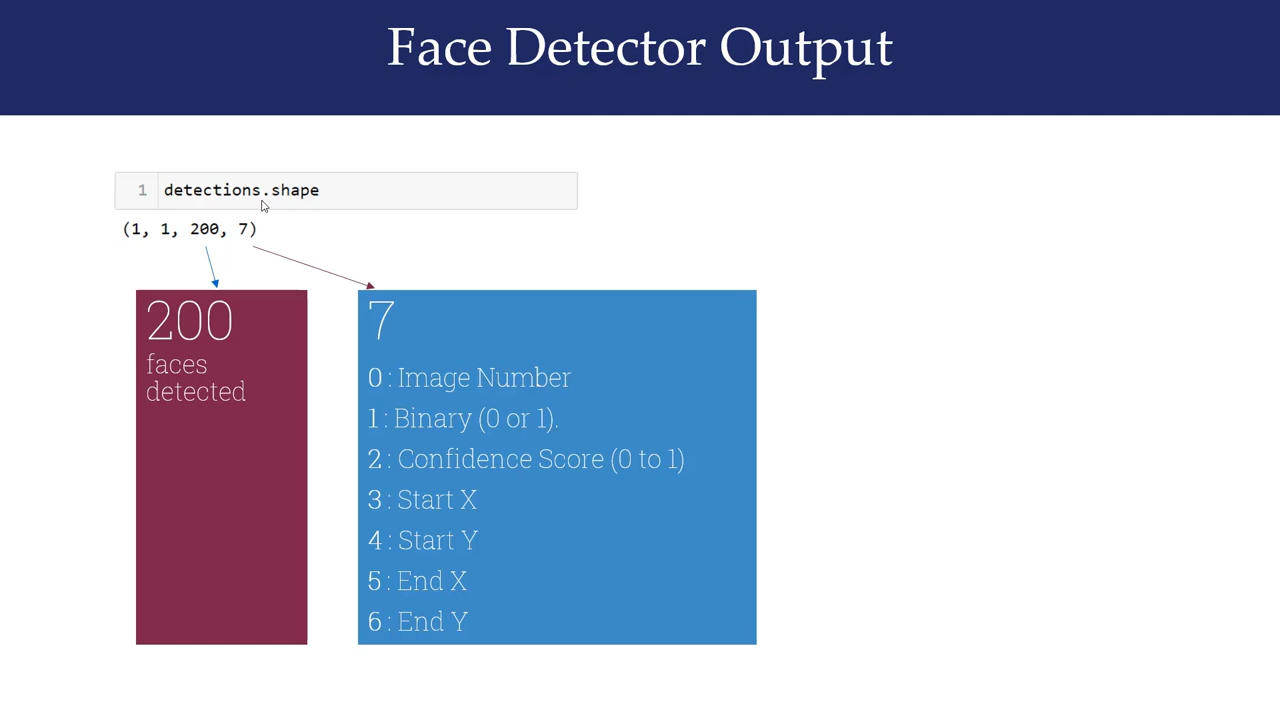 Face Detector Output
1 detections.shape
(1, 1, 200, 7)
200
faces
detected
7
0 : Image Number
1 : Binary (0 or 1).
2 : Confidence Score (0 to 1)
3 : Start X
4 : Start Y
5 : End X
6 : End Y